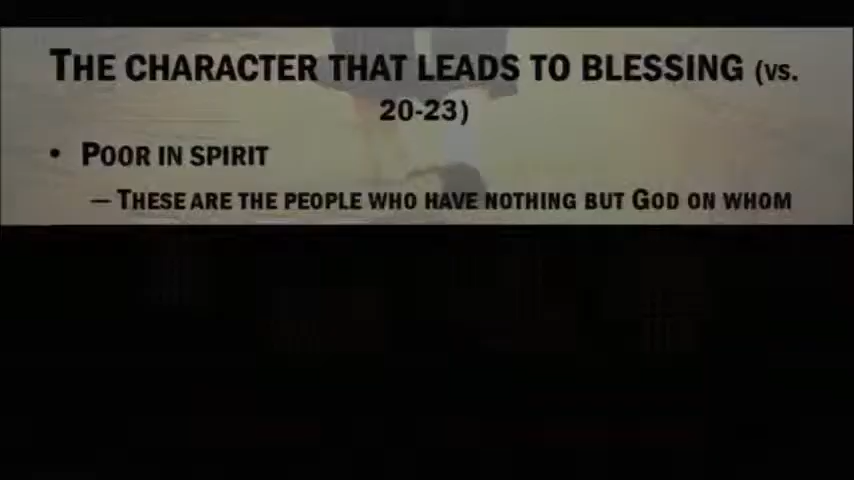 THE CHARACTER THAT LEADS TO BLESSING (VS.
20-23)
• POOR IN SPIRIT
– THESE ARE THE PEOPLE WHO HAVE NOTHING BUT GOD ON WHOM